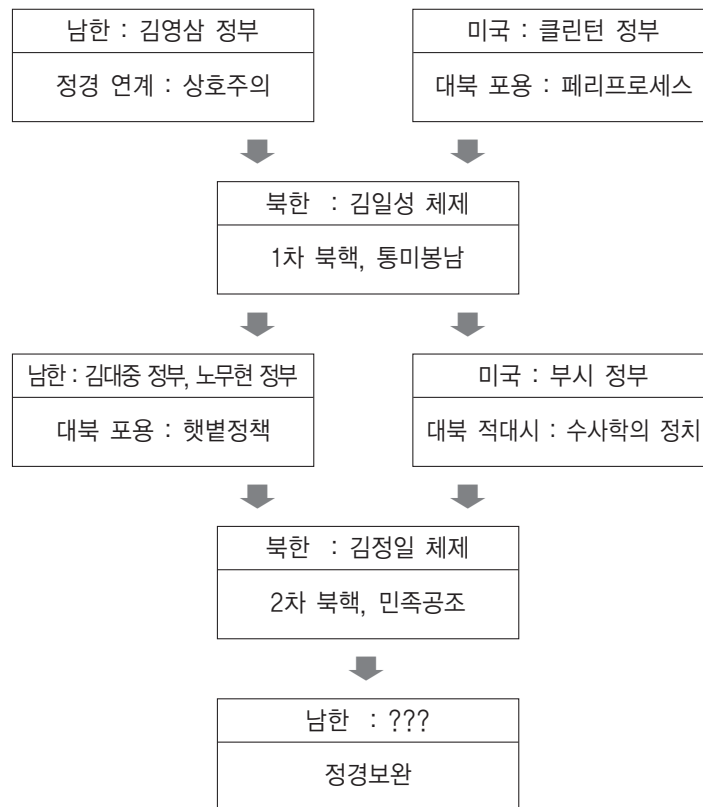 남한 : 김영삼 정부
정경 연계 : 상호주의
미국 : 클린턴 정부
대북 포용 : 페리프로세스
북한 : 김일성 체제
1차 북핵, 통미봉남
남한 : 김대중 정부, 노무현 정부
대북 포용 : 햇볕정책
미국 : 부시 정부
대북 적대시 : 수사학의 정치
북한 : 김정일 체제
2차 북핵, 민족공조
남한 : ???
정경보완